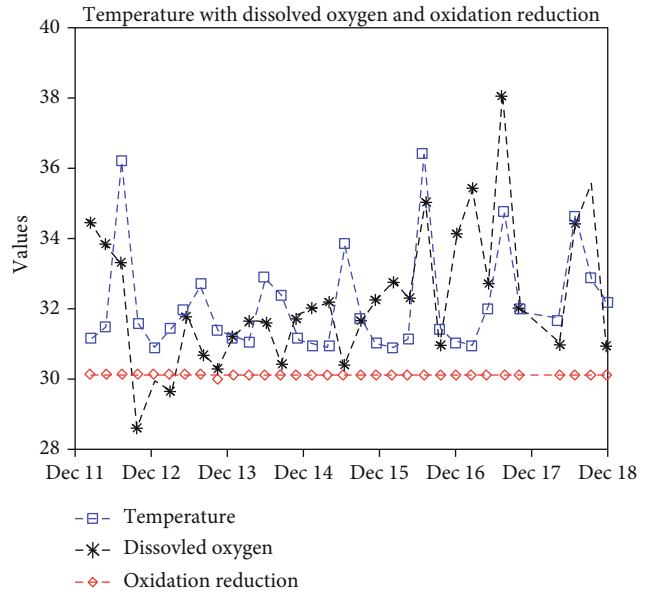 Temperature with dissolved oxygen and oxidation reduction
40
38
36
34
32
30
28
Values
Dec 11 Dec 12 Dec 13 Dec 14 Dec 15 Dec 16 Dec 17 Dec 18
Temperature
Dissovled oxygen
Oxidation reduction